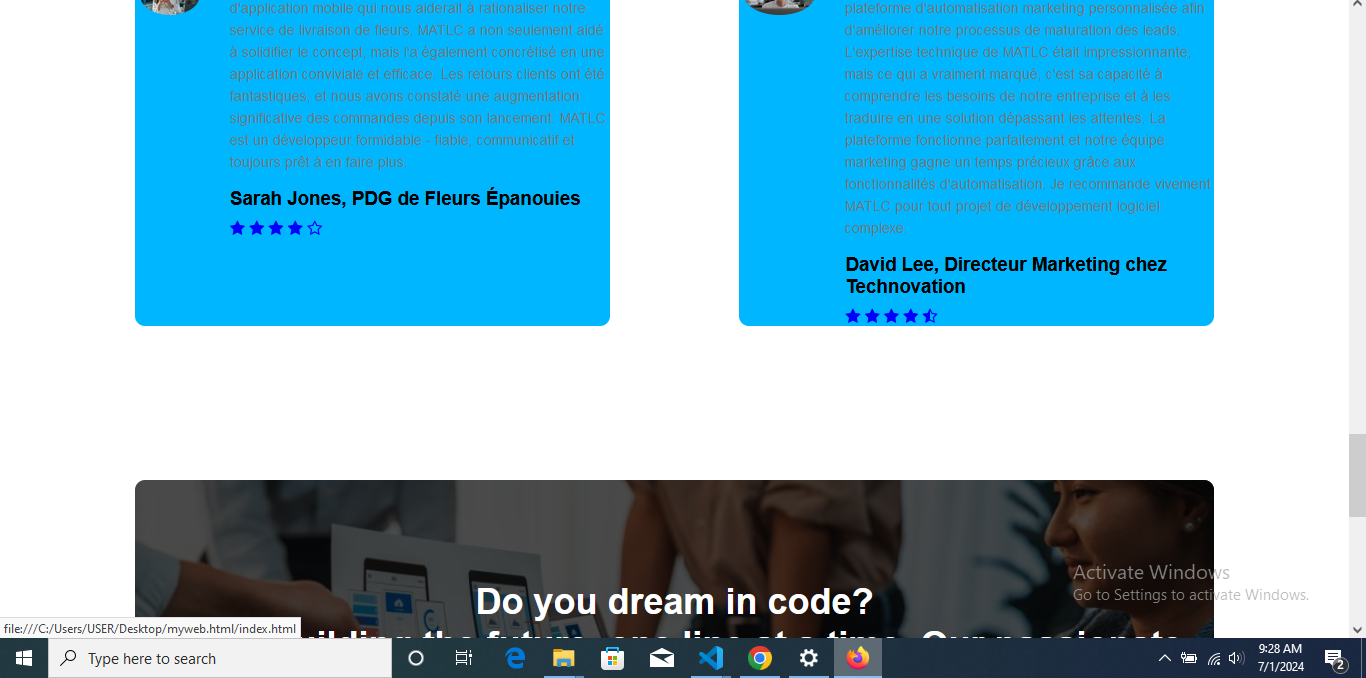 d'application mobile qui nous aiderait à rationaliser notre
service de livraison de fleurs. MATLC a non seulement aidé
à solidifier le concept, mais l'a également concrétisé en une
application conviviale et efficace. Les retours clients ont été
fantastiques, et nous avons constaté une augmentation
significative des commandes depuis son lancement. MATLC
est un développeur formidable - fiable, communicatif et
toujours prêt à en faire plus.
Sarah Jones, PDG de Fleurs Épanouies
plateforme d'automatisation marketing personnalisée afin
d'améliorer notre processus de maturation des leads.
L'expertise technique de MATLC était impressionnante,
mais ce qui a vraiment marqué, c'est sa capacité à
comprendre les besoins de notre entreprise et à les
traduire en une solution dépassant les attentes. La
plateforme fonctionne parfaitement et notre équipe
marketing gagne un temps précieux grâce aux
fonctionnalités d'automatisation. Je recommande vivement
MATLC pour tout projet de développement logiciel
complexe.
David Lee, Directeur Marketing chez
Technovation
Do you dream in code?
building the future, one line at a time. Our passionate
Activate Windows
Go to Settings to activate Windows.
file:///C:/Users/USER/Desktop/myweb.html/index.html
Type here to search
9:28 AM
7/1/2024
2